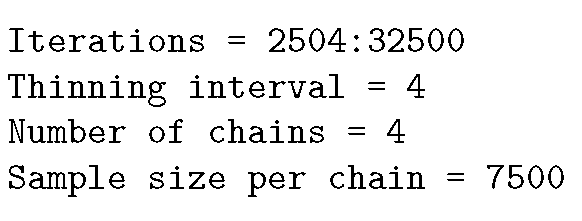 Iterations = 2504:32500
Thinning interval = 4
Number of chains = 4
Sample size per chain = 7500